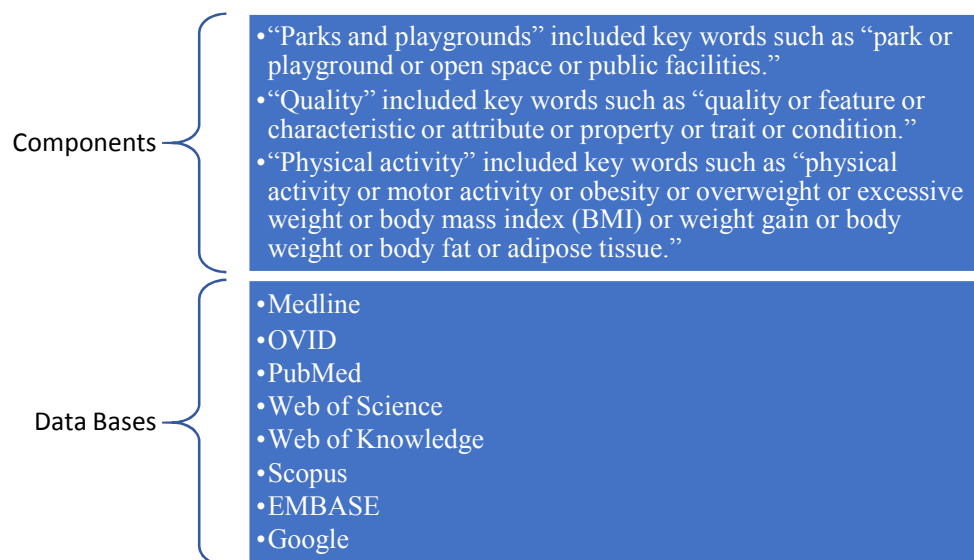 •“Parks and playgrounds” included key words such as “park or
playground or open space or public facilities.”
•“Quality” included key words such as “quality or feature or
characteristic or attribute or property or trait or condition.”
•“Physical activity” included key words such as “physical
activity or motor activity or obesity or overweight or excessive
weight or body mass index (BMI) or weight gain or body
weight or body fat or adipose tissue.”
Components
•Medline
•OVID
•PubMed
•Web of Science
•Web of Knowledge
•Scopus
•EMBASE
•Google
Data Bases